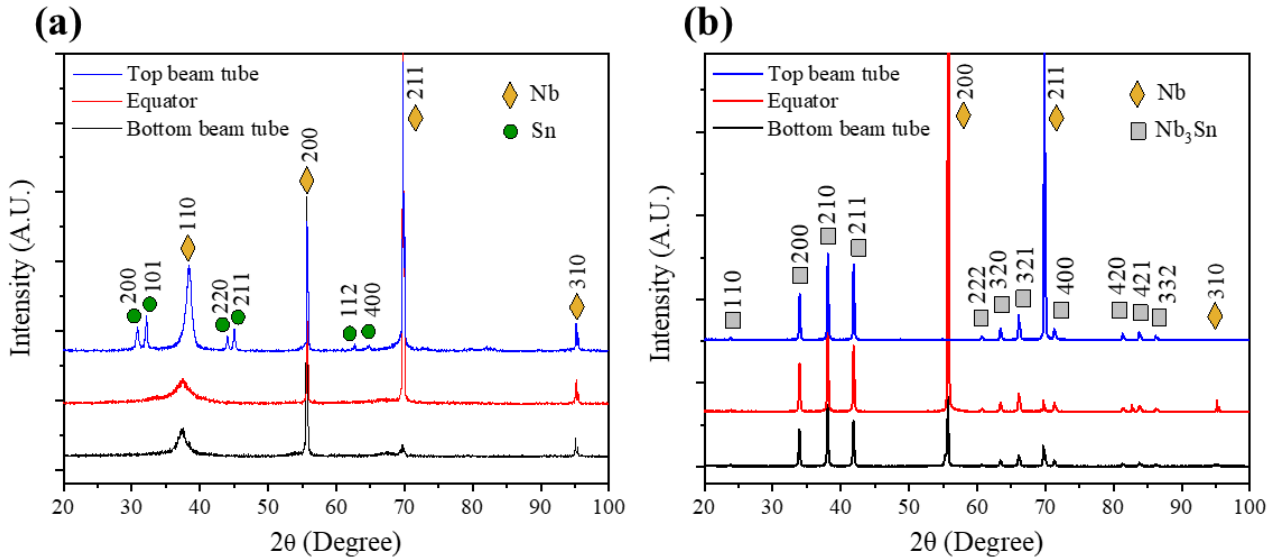 (a)
Top beam tube
Equator
Bottom beam tube
Nb
Sn
200
101
110
220
211
200
112
400
211
310
Intensity (A.U.)
20 30 40 50 60 70 80 90 100
2θ (Degree)
(b)
Top beam tube
Equator
Bottom beam tube
Nb
Nb₃Sn
110
200
210
211
200
222
320
321
211
400
420
421
332
310
Intensity (A.U.)
20 30 40 50 60 70 80 90 100
2θ (Degree)